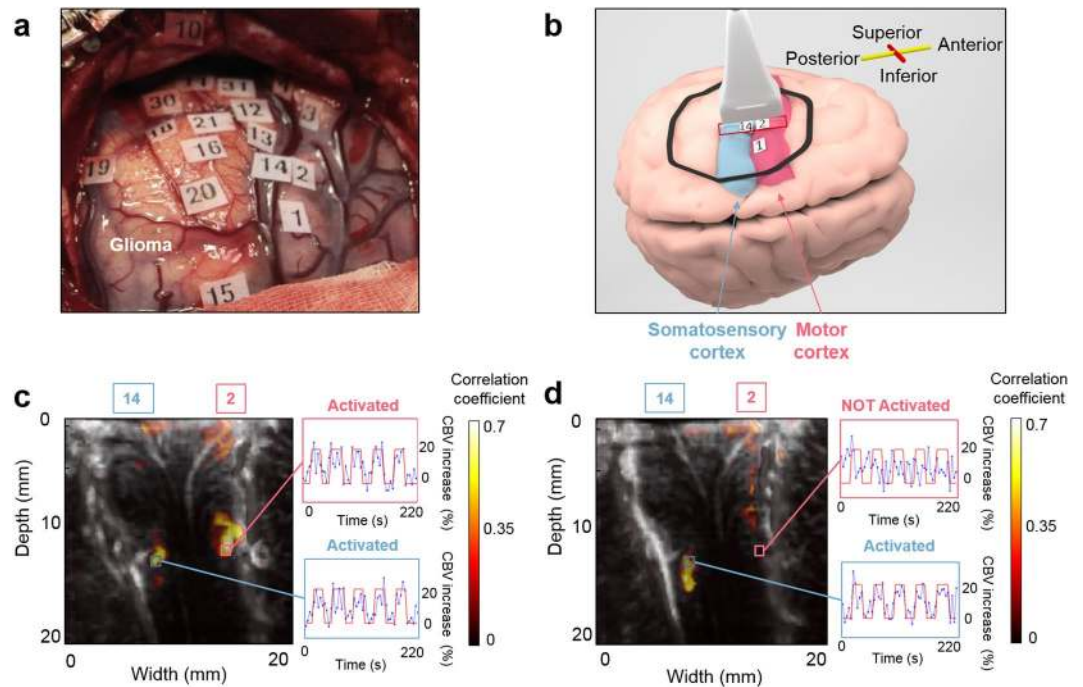 a
10
30
31
12
3
18
21
13
19
16
14
2
20
1
Glioma
15
b
Superior
Posterior
Anterior
Inferior
14
2
1
Somatosensory
cortex
Motor
cortex
c
14
2
Correlation
coefficient
0
10
20
Depth (mm)
0
20
Width (mm)
Activated
20
0
CBV increase (%)
0
220
Time (s)
Activated
20
0
CBV increase (%)
0
220
Time (s)
0.7
0.35
0
d
14
2
Correlation
coefficient
0
10
20
Depth (mm)
0
20
Width (mm)
NOT Activated
20
0
CBV increase (%)
0
220
Time (s)
Activated
20
0
CBV increase (%)
0
220
Time (s)
0.7
0.35
0